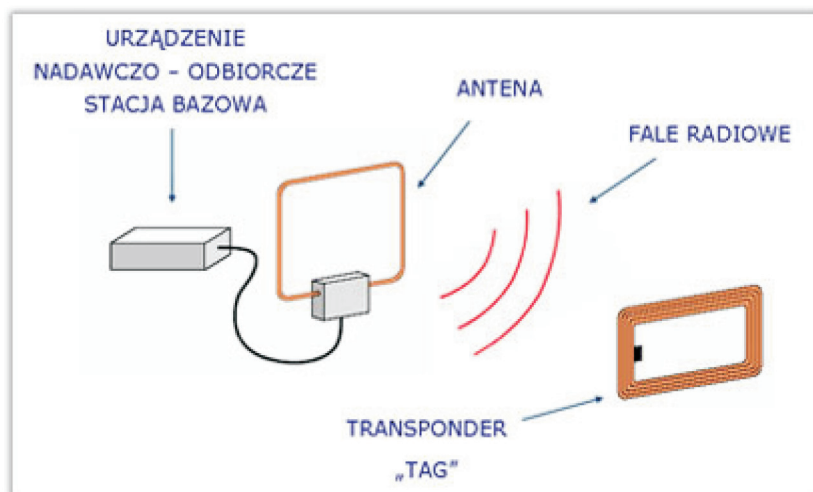 URZĄDZENIE
NADAWCZO - ODBIORCZE
STACJA BAZOWA
ANTENA
FALE RADIOWE
TRANSPONDER
„TAG”